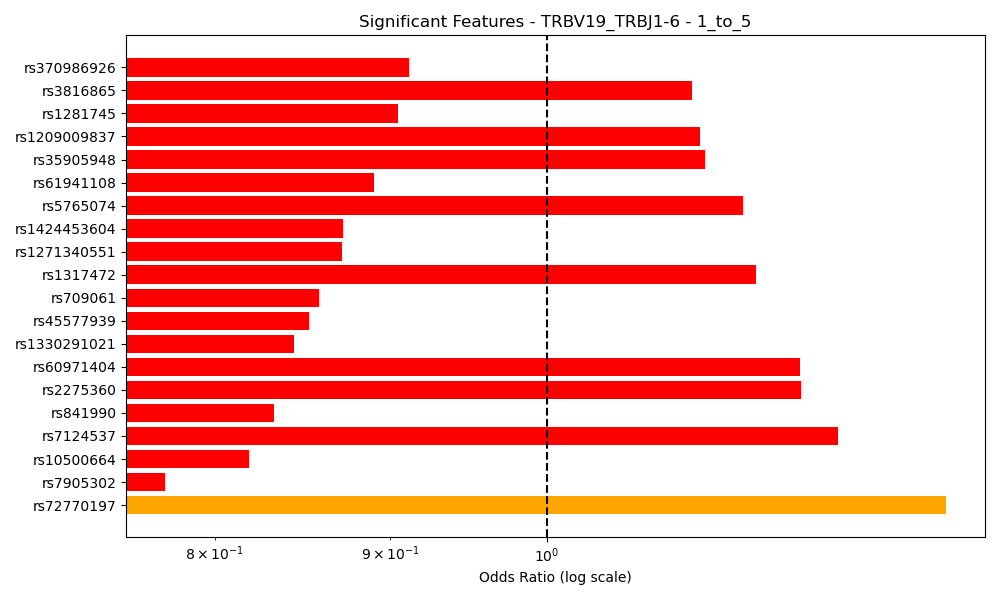 Significant Features - TRBV19_TRBJ1-6 - 1_to_5
rs370986926
rs3816865
rs1281745
rs1209009837
rs35905948
rs61941108
rs5765074
rs1424453604
rs1271340551
rs1317472
rs709061
rs45577939
rs1330291021
rs60971404
rs2275360
rs841990
rs7124537
rs10500664
rs7905302
rs72770197
8 × 10⁻¹ 9 × 10⁻¹ 10⁰
Odds Ratio (log scale)